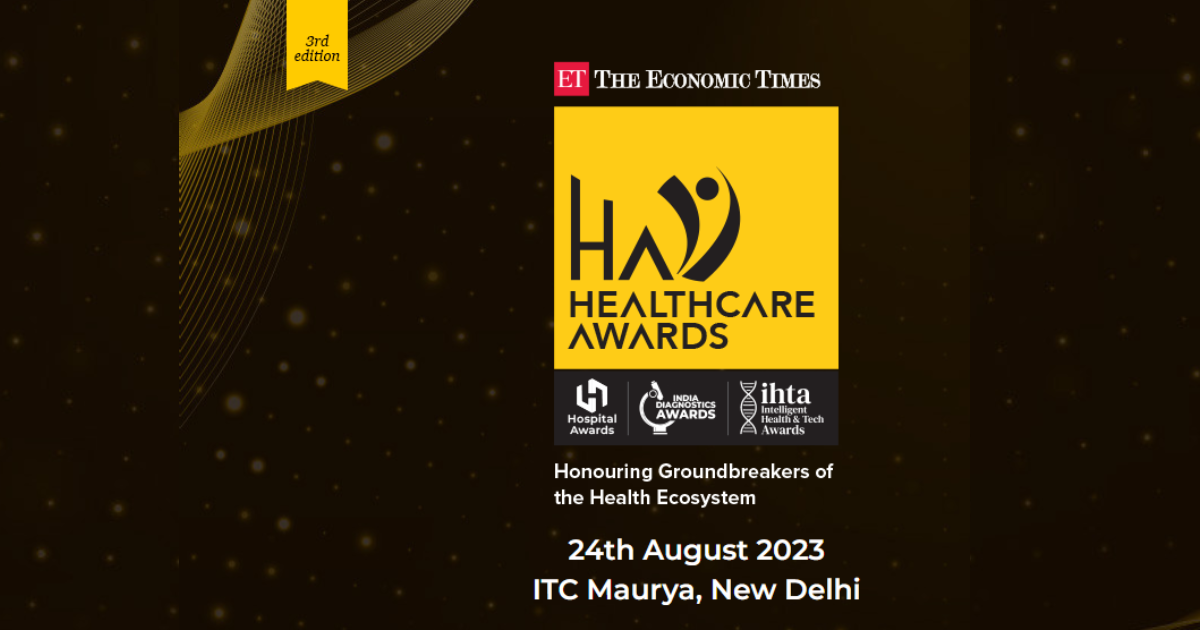 3rd
edition
ET THE ECONOMIC TIMES
HA
HEALTHCARE
AWARDS
Hospital
Awards
INDIA
DIAGNOSTICS
AWARDS
ihta
Intelligent
Health & Tech
Awards
Honouring Groundbreakers of
the Health Ecosystem
24th August 2023
ITC Maurya, New Delhi